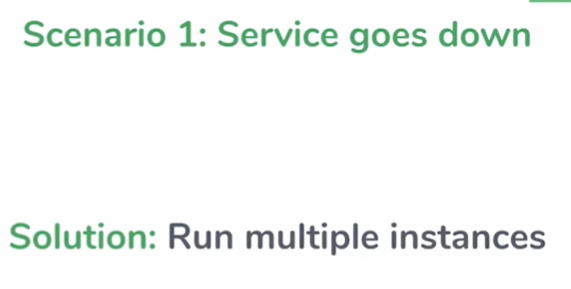 Scenario 1: Service goes down
Solution: Run multiple instances